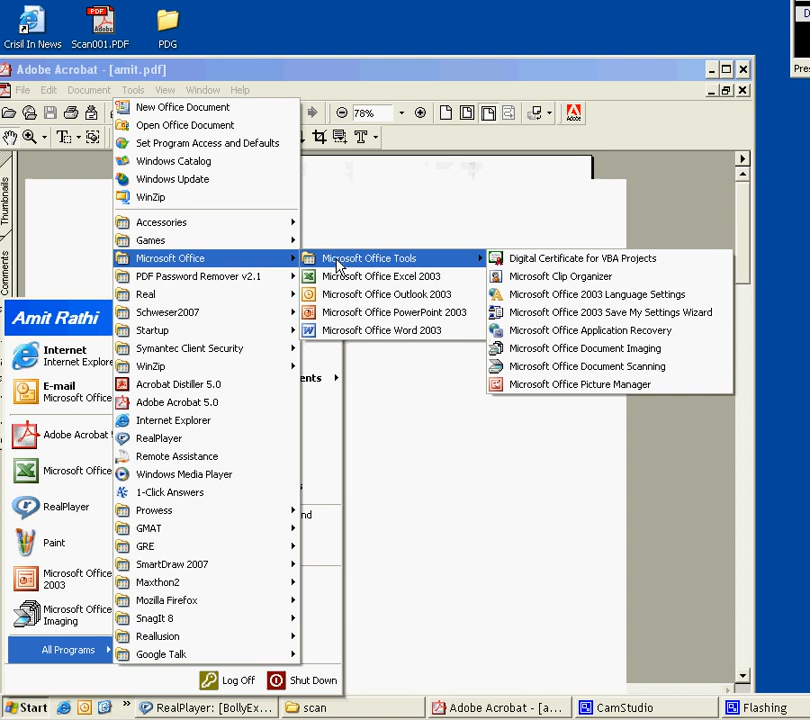 Crisil In News
Scan001.PDF
PDG
Adobe Acrobat - [amit.pdf]
File Edit Document Tools View Window Help
78%
Thumbnails
Comments
New Office Document
Open Office Document
Set Program Access and Defaults
Windows Catalog
Windows Update
WinZip
Accessories
Games
Microsoft Office
PDF Password Remover v2.1
Real
Schweser2007
Startup
Symantec Client Security
WinZip
Acrobat Distiller 5.0
Adobe Acrobat 5.0
Internet Explorer
RealPlayer
Remote Assistance
Windows Media Player
1-Click Answers
Prowess
GMAT
GRE
SmartDraw 2007
Maxthon2
Mozilla Firefox
SnagIt 8
Reallusion
Google Talk
Microsoft Office Tools
Microsoft Office Excel 2003
Microsoft Office Outlook 2003
Microsoft Office PowerPoint 2003
Microsoft Office Word 2003
Digital Certificate for VBA Projects
Microsoft Clip Organizer
Microsoft Office 2003 Language Settings
Microsoft Office 2003 Save My Settings Wizard
Microsoft Office Application Recovery
Microsoft Office Document Imaging
Microsoft Office Document Scanning
Microsoft Office Picture Manager
Amit Rathi
Internet
Internet Explore
E-mail
Microsoft Office
Adobe Acrobat
Microsoft Office
RealPlayer
Paint
Microsoft Office
2003
Microsoft Office
Imaging
All Programs
ents
nd
Log Off
Shut Down
Start
»
RealPlayer: [BollyEx...
scan
Adobe Acrobat - [a...
CamStudio
Flashing